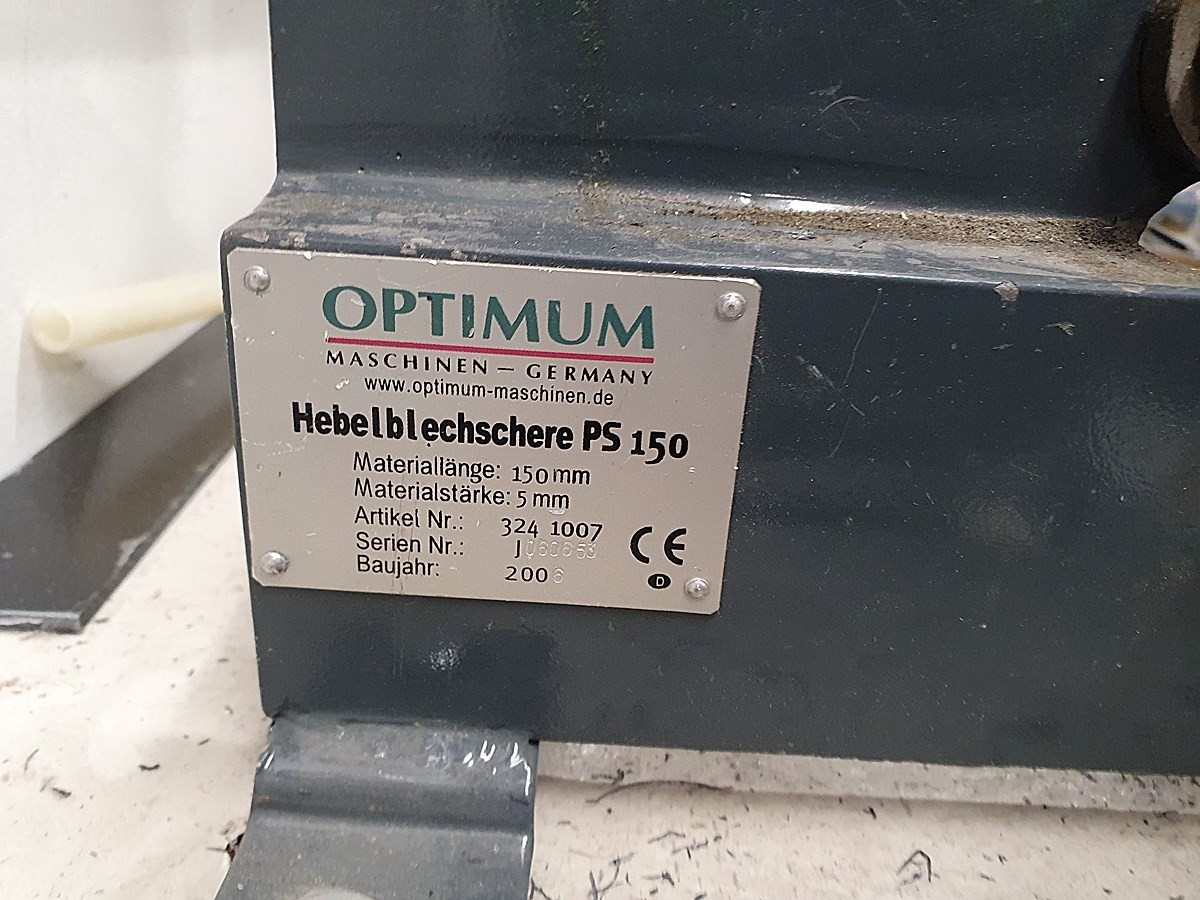 OPTIMUM
MASCHINEN – GERMANY
www.optimum-maschinen.de
Hebelblechschere PS 150
Materiallänge: 150 mm
Materialstärke: 5 mm
Artikel Nr.: 324 1007
Serien Nr.:
Baujahr: 2006
CE
D